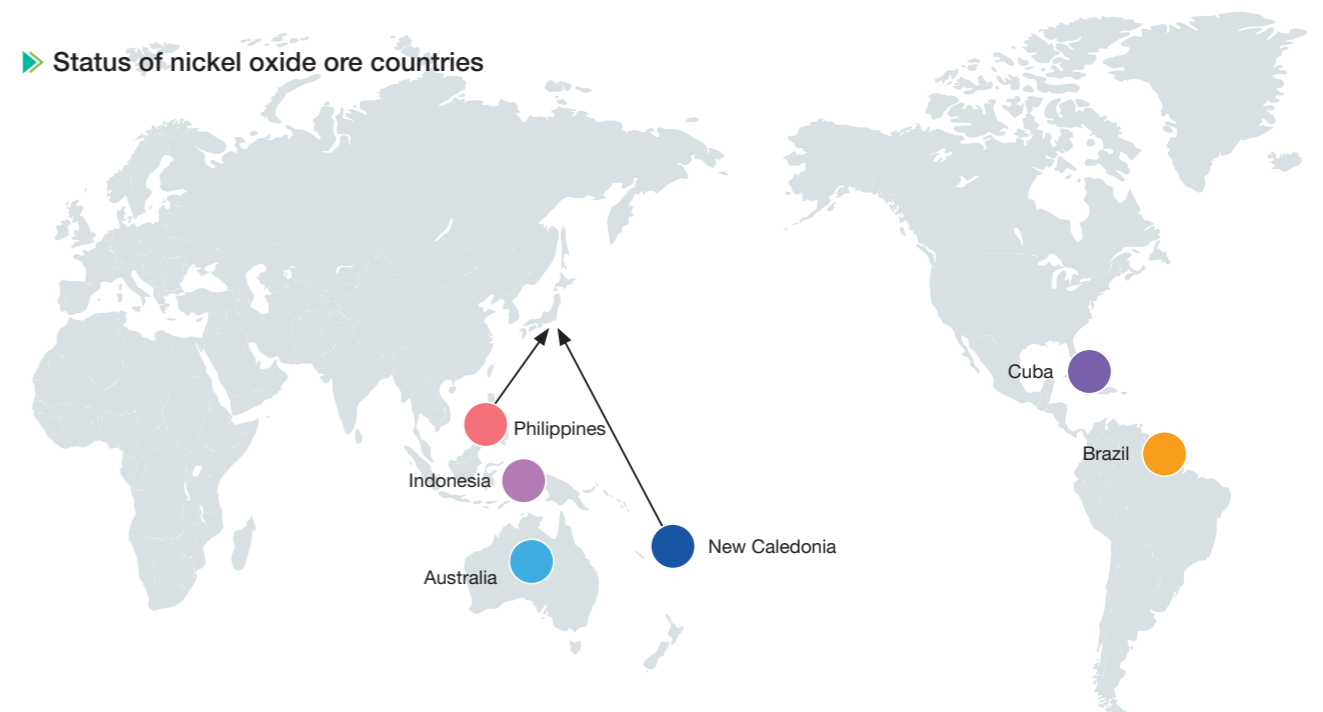 Status of nickel oxide ore countries
Cuba
Philippines
Brazil
Indonesia
New Caledonia
Australia